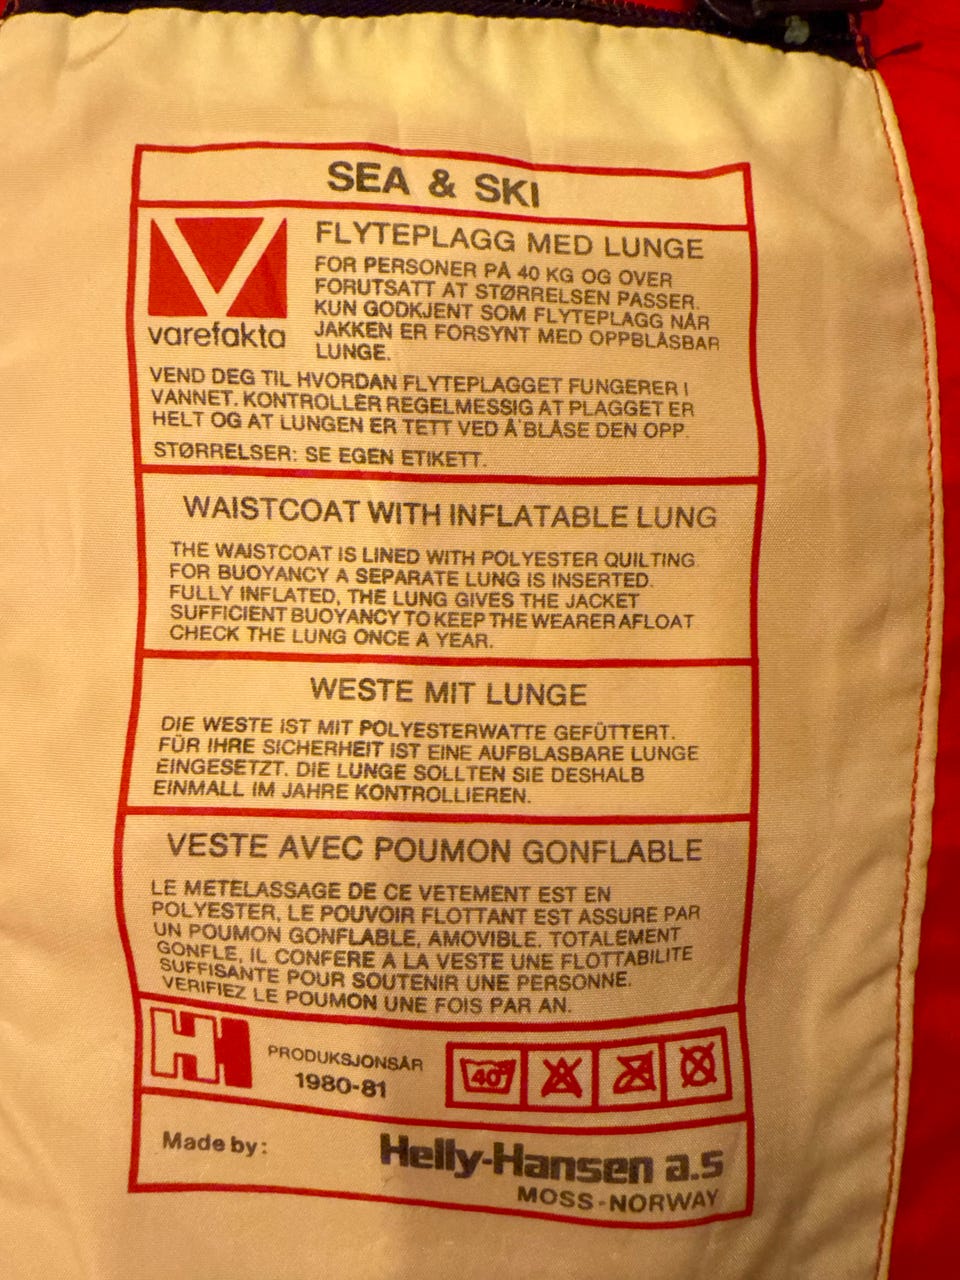 SEA & SKI
varefakta
FLYTEPLAGG MED LUNGE
FOR PERSONER PÅ 40 KG OG OVER
FORUTSATT AT STØRRELSEN PASSER.
KUN GODKJENT SOM FLYTEPLAGG NÅR
JAKKEN ER FORSYNT MED OPPBLÅSBAR
LUNGE.
VEND DEG TIL HVORDAN FLYTEPLAGGET FUNGERER I
VANNET. KONTROLLER REGELMESSIG AT PLAGGET ER
HELT OG AT LUNGEN ER TETT VED Å BLÅSE DEN OPP.
STØRRELSER: SE EGEN ETIKETT.
WAISTCOAT WITH INFLATABLE LUNG
THE WAISTCOAT IS LINED WITH POLYESTER QUILTING.
FOR BUOYANCY A SEPARATE LUNG IS INSERTED.
FULLY INFLATED, THE LUNG GIVES THE JACKET
SUFFICIENT BUOYANCY TO KEEP THE WEARER AFLOAT
CHECK THE LUNG ONCE A YEAR.
WESTE MIT LUNGE
DIE WESTE IST MIT POLYESTERWATTE GEFÜTTERT.
FÜR IHRE SICHERHEIT IST EINE AUFBLASBARE LUNGE
EINGESETZT. DIE LUNGE SOLLTEN SIE DESHALB
EINMALL IM JAHRE KONTROLLIEREN.
VESTE AVEC POUMON GONFLABLE
LE METELASSAGE DE CE VETEMENT EST EN
POLYESTER, LE POUVOIR FLOTTANT EST ASSURE PAR
UN POUMON GONFLABLE, AMOVIBLE. TOTALEMENT
GONFLE, IL CONFERE A LA VESTE UNE FLOTTABILITE
SUFFISANTE POUR SOUTENIR UNE PERSONNE.
VERIFIEZ LE POUMON UNE FOIS PAR AN.
HH
PRODUKSJONSÅR
1980-81
40°
Made by:
Helly-Hansen a.s
MOSS-NORWAY